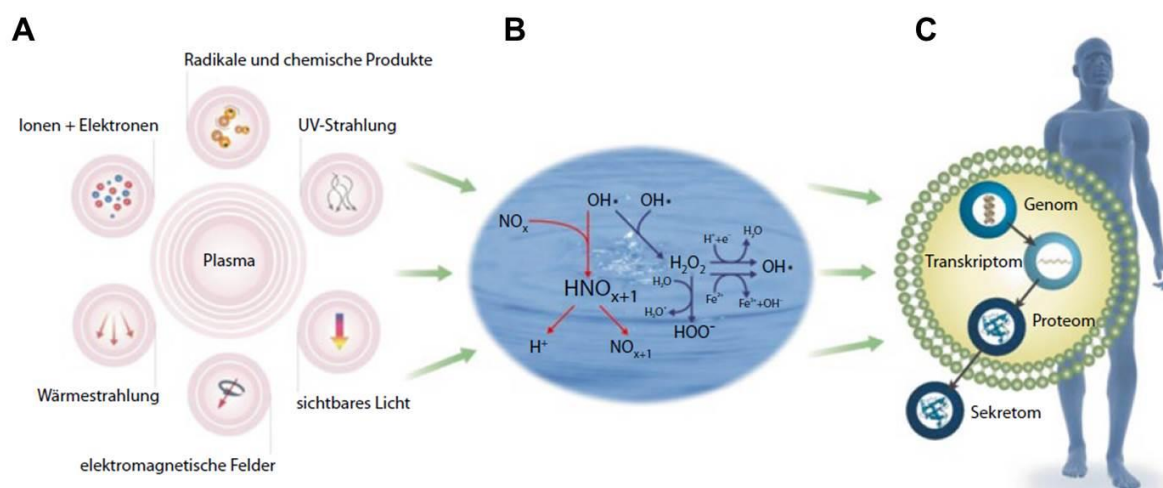 A
Radikale und chemische Produkte
Ionen + Elektronen
UV-Strahlung
Plasma
Wärmestrahlung
sichtbares Licht
elektromagnetische Felder
B
OH• OH•
NOx
H⁺+e⁻ H₂O
H₂O₂ OH•
H₂O Fe²⁺ Fe³⁺+OH⁻
HNOx+1
H₃O⁺
HOO⁻
H⁺ NOx+1
C
Genom
Transkriptom
Proteom
Sekretom